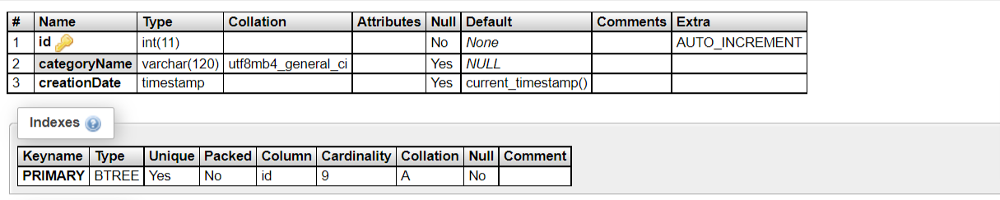 # Name Type Collation Attributes Null Default Comments Extra
1 id int(11) No None AUTO_INCREMENT
2 categoryName varchar(120) utf8mb4_general_ci Yes NULL
3 creationDate timestamp Yes current_timestamp()
Indexes
Keyname Type Unique Packed Column Cardinality Collation Null Comment
PRIMARY BTREE Yes No id 9 A No